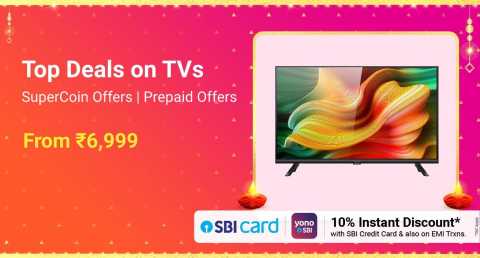 Top Deals on TVs
SuperCoin Offers | Prepaid Offers
From ₹6,999
SBI card
yono
SBI
10% Instant Discount*
with SBI Credit Card & also on EMI Trxns.